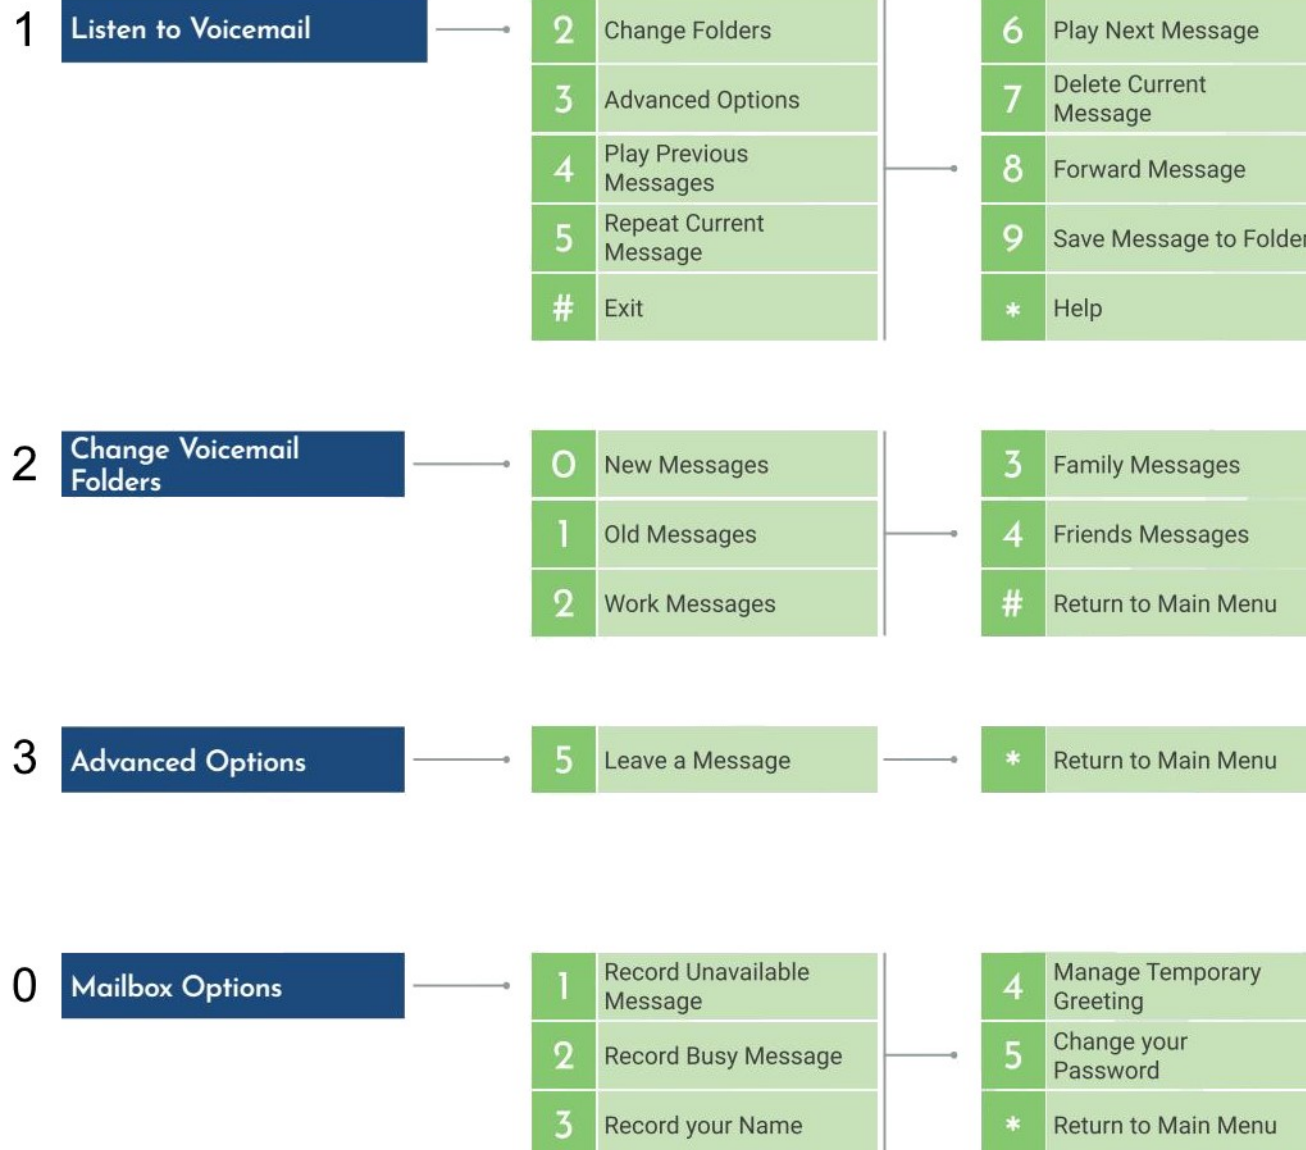 1 Listen to Voicemail
2 Change Folders
3 Advanced Options
4 Play Previous
Messages
5 Repeat Current
Message
# Exit
6 Play Next Message
7 Delete Current
Message
8 Forward Message
9 Save Message to Folder
* Help
2 Change Voicemail
Folders
0 New Messages
1 Old Messages
2 Work Messages
3 Family Messages
4 Friends Messages
# Return to Main Menu
3 Advanced Options
5 Leave a Message
* Return to Main Menu
0 Mailbox Options
1 Record Unavailable
Message
2 Record Busy Message
3 Record your Name
4 Manage Temporary
Greeting
5 Change your
Password
* Return to Main Menu